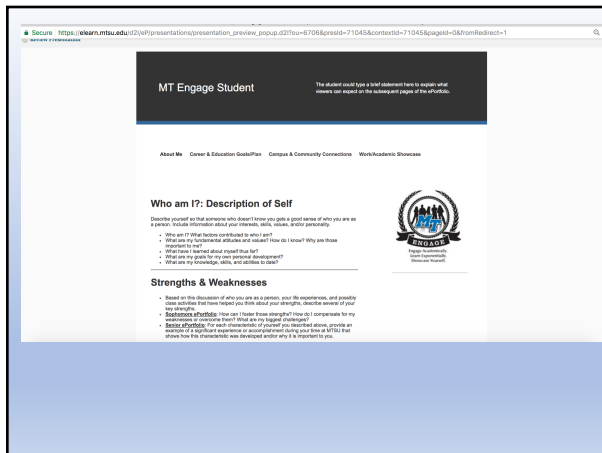 Secure https://elearn.mtsu.edu/d2l/eP/presentations/presentation_preview_popup.d2l?ou=6706&presId=71045&contextId=71045&pageId=0&fromRedirect=1
Review Presentation
MT Engage Student
The student could type a brief statement here to explain what
viewers can expect on the subsequent pages of the ePortfolio.
About Me Career & Education Goals/Plan Campus & Community Connections Work/Academic Showcase
Who am I?: Description of Self
Describe yourself so that someone who doesn't know you gets a good sense of who you are as
a person. Include information about your interests, skills, values, and/or personality.
• Who am I? What factors contributed to who I am?
• What are my fundamental attitudes and values? How do I know? Why are those
important to me?
• What have I learned about myself thus far?
• What are my goals for my own personal development?
• What are my knowledge, skills, and abilities to date?
MT
ENGAGE
Engage Academically
Learn Exponentially
Showcase Yourself
Strengths & Weaknesses
• Based on this discussion of who you are as a person, your life experiences, and possibly
class activities that have helped you think about your strengths, describe several of your
key strengths.
• Sophomore ePortfolio: How can I foster those strengths? How do I compensate for my
weaknesses or overcome them? What are my biggest challenges?
• Senior ePortfolio: For each characteristic of yourself you described above, provide an
example of a significant experience or accomplishment during your time at MTSU that
shows how this characteristic was developed and/or why it is important to you.